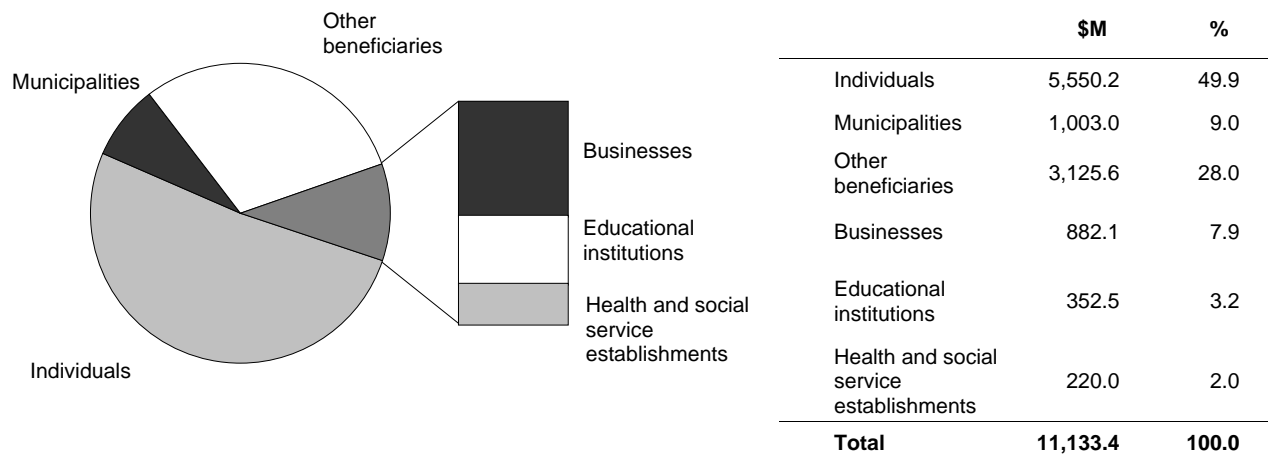 Other
beneficiaries
Municipalities
Individuals
Businesses
Educational
institutions
Health and social
service
establishments
$M %
Individuals 5,550.2 49.9
Municipalities 1,003.0 9.0
Other
beneficiaries 3,125.6 28.0
Businesses 882.1 7.9
Educational
institutions 352.5 3.2
Health and social
service 220.0 2.0
establishments
Total 11,133.4 100.0